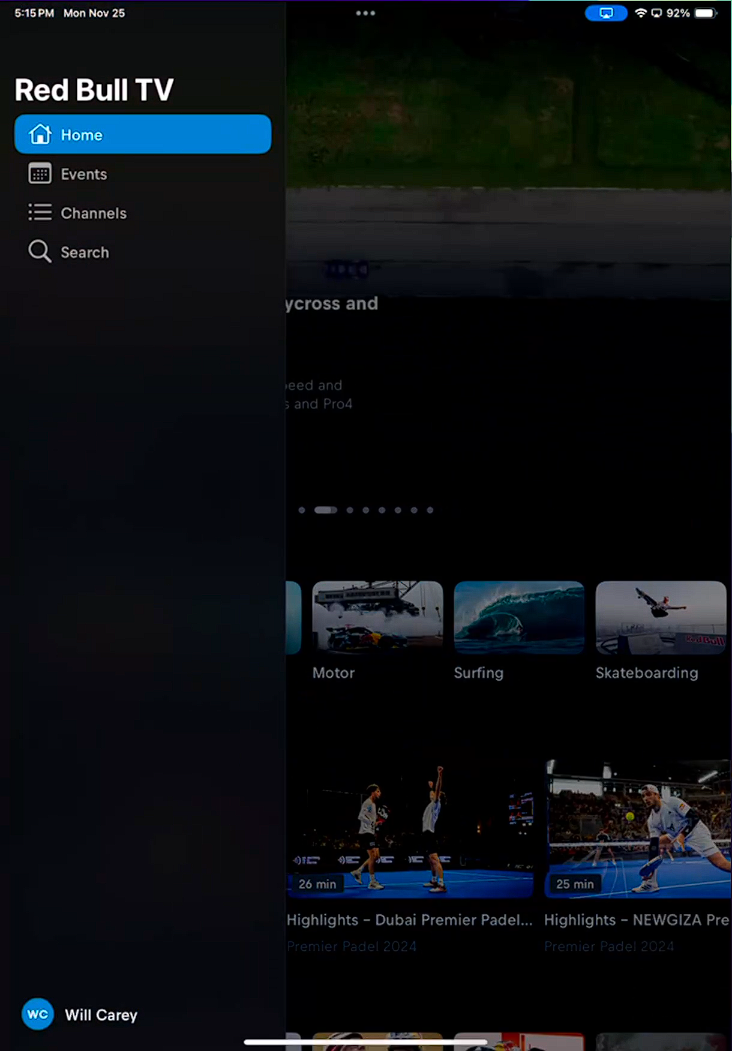 5:15 PM Mon Nov 25
92%
Red Bull TV
Home
Events
Channels
Search
ycross and
eed and
s and Pro4
Motor
Surfing
Skateboarding
26 min
25 min
Highlights – Dubai Premier Padel...
Highlights – NEWGIZA Pre
Premier Padel 2024
Premier Padel 2024
WC
Will Carey